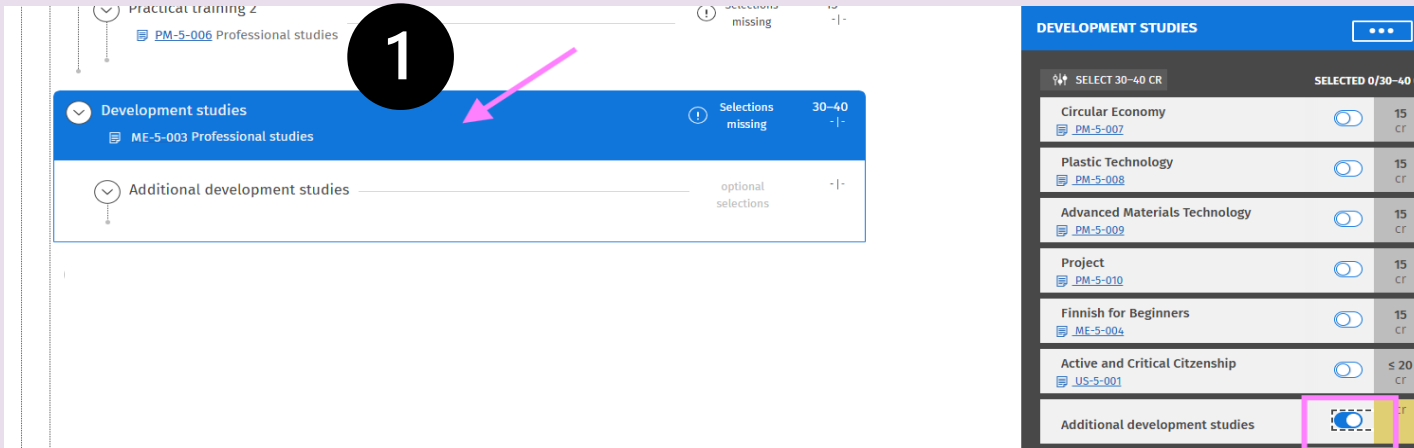 Practical training 2
PM-5-006 Professional studies
missing
-|-
1
Development studies
ME-5-003 Professional studies
Selections
missing
30–40
-|-
Additional development studies
optional
selections
-|-
DEVELOPMENT STUDIES
SELECT 30–40 CR
SELECTED 0/30–40
Circular Economy
PM-5-007
15
cr
Plastic Technology
PM-5-008
15
cr
Advanced Materials Technology
PM-5-009
15
cr
Project
PM-5-010
15
cr
Finnish for Beginners
ME-5-004
15
cr
Active and Critical Citzenship
US-5-001
≤ 20
cr
Additional development studies
cr